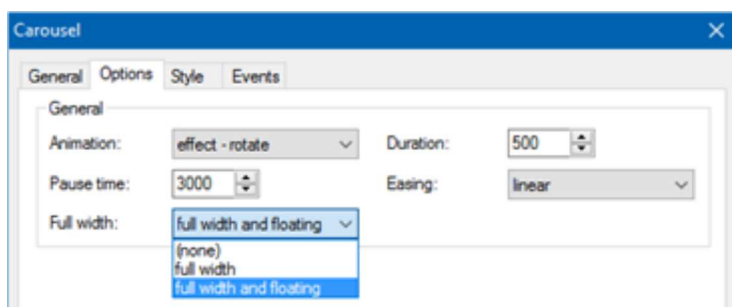 Carousel
General Options Style Events
General
Animation: effect - rotate Duration: 500
Pause time: 3000 Easing: linear
Full width: full width and floating
(none)
full width
full width and floating